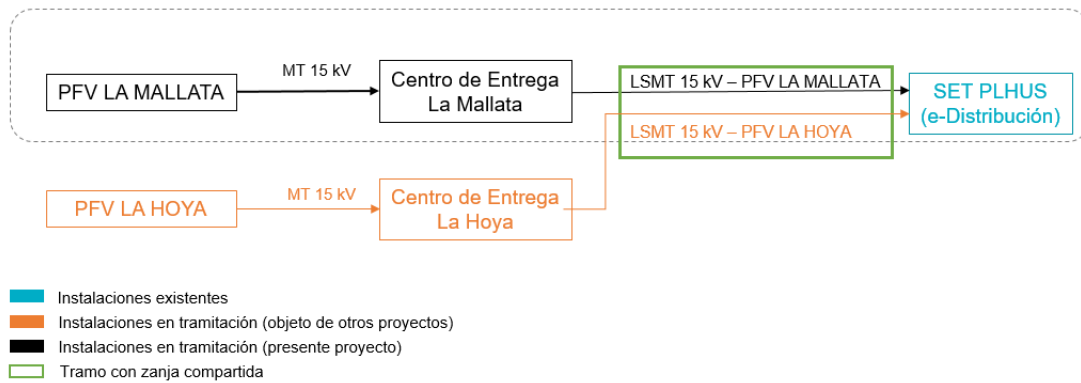 PFV LA MALLATA
MT 15 kV
Centro de Entrega
La Mallata
LSMT 15 kV – PFV LA MALLATA
SET PLHUS
(e-Distribución)
LSMT 15 kV – PFV LA HOYA
PFV LA HOYA
MT 15 kV
Centro de Entrega
La Hoya
Instalaciones existentes
Instalaciones en tramitación (objeto de otros proyectos)
Instalaciones en tramitación (presente proyecto)
Tramo con zanja compartida